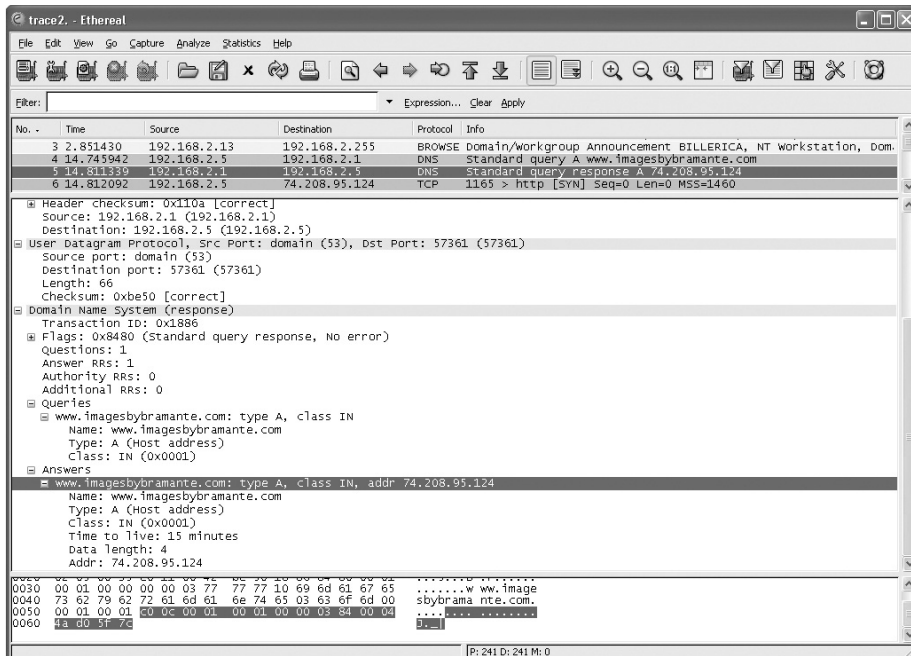 trace2. - Ethereal
File Edit View Go Capture Analyze Statistics Help
Filter: Expression... Clear Apply
No. - Time Source Destination Protocol Info
3 2.851430 192.168.2.13 192.168.2.255 BROWSE Domain/Workgroup Announcement BILLERICA, NT Workstation, Dom
4 14.745942 192.168.2.5 192.168.2.1 DNS Standard query A www.imagesbybramante.com
5 14.811339 192.168.2.1 192.168.2.5 DNS Standard query response A 74.208.95.124
6 14.812092 192.168.2.5 74.208.95.124 TCP 1165 > http [SYN] Seq=0 Len=0 MSS=1460
Header checksum: 0x110a [correct]
Source: 192.168.2.1 (192.168.2.1)
Destination: 192.168.2.5 (192.168.2.5)
User Datagram Protocol, Src Port: domain (53), Dst Port: 57361 (57361)
Source port: domain (53)
Destination port: 57361 (57361)
Length: 66
Checksum: 0xbe50 [correct]
Domain Name System (response)
Transaction ID: 0x1886
Flags: 0x8480 (Standard query response, No error)
Questions: 1
Answer RRs: 1
Authority RRs: 0
Additional RRs: 0
Queries
www.imagesbybramante.com: type A, class IN
Name: www.imagesbybramante.com
Type: A (Host address)
Class: IN (0x0001)
Answers
www.imagesbybramante.com: type A, class IN, addr 74.208.95.124
Name: www.imagesbybramante.com
Type: A (Host address)
Class: IN (0x0001)
Time to live: 15 minutes
Data length: 4
Addr: 74.208.95.124
0030 00 01 00 00 00 00 03 77 77 77 10 69 6d 61 67 65 .......w ww.image
0040 73 62 79 62 72 61 6d 61 6e 74 65 03 63 6f 6d 00 sbybrama nte.com.
0050 00 01 00 01 c0 0c 00 01 00 01 00 00 03 84 00 04 ........ ........
0060 4a d0 5f 7c J._|
P: 241 D: 241 M: 0